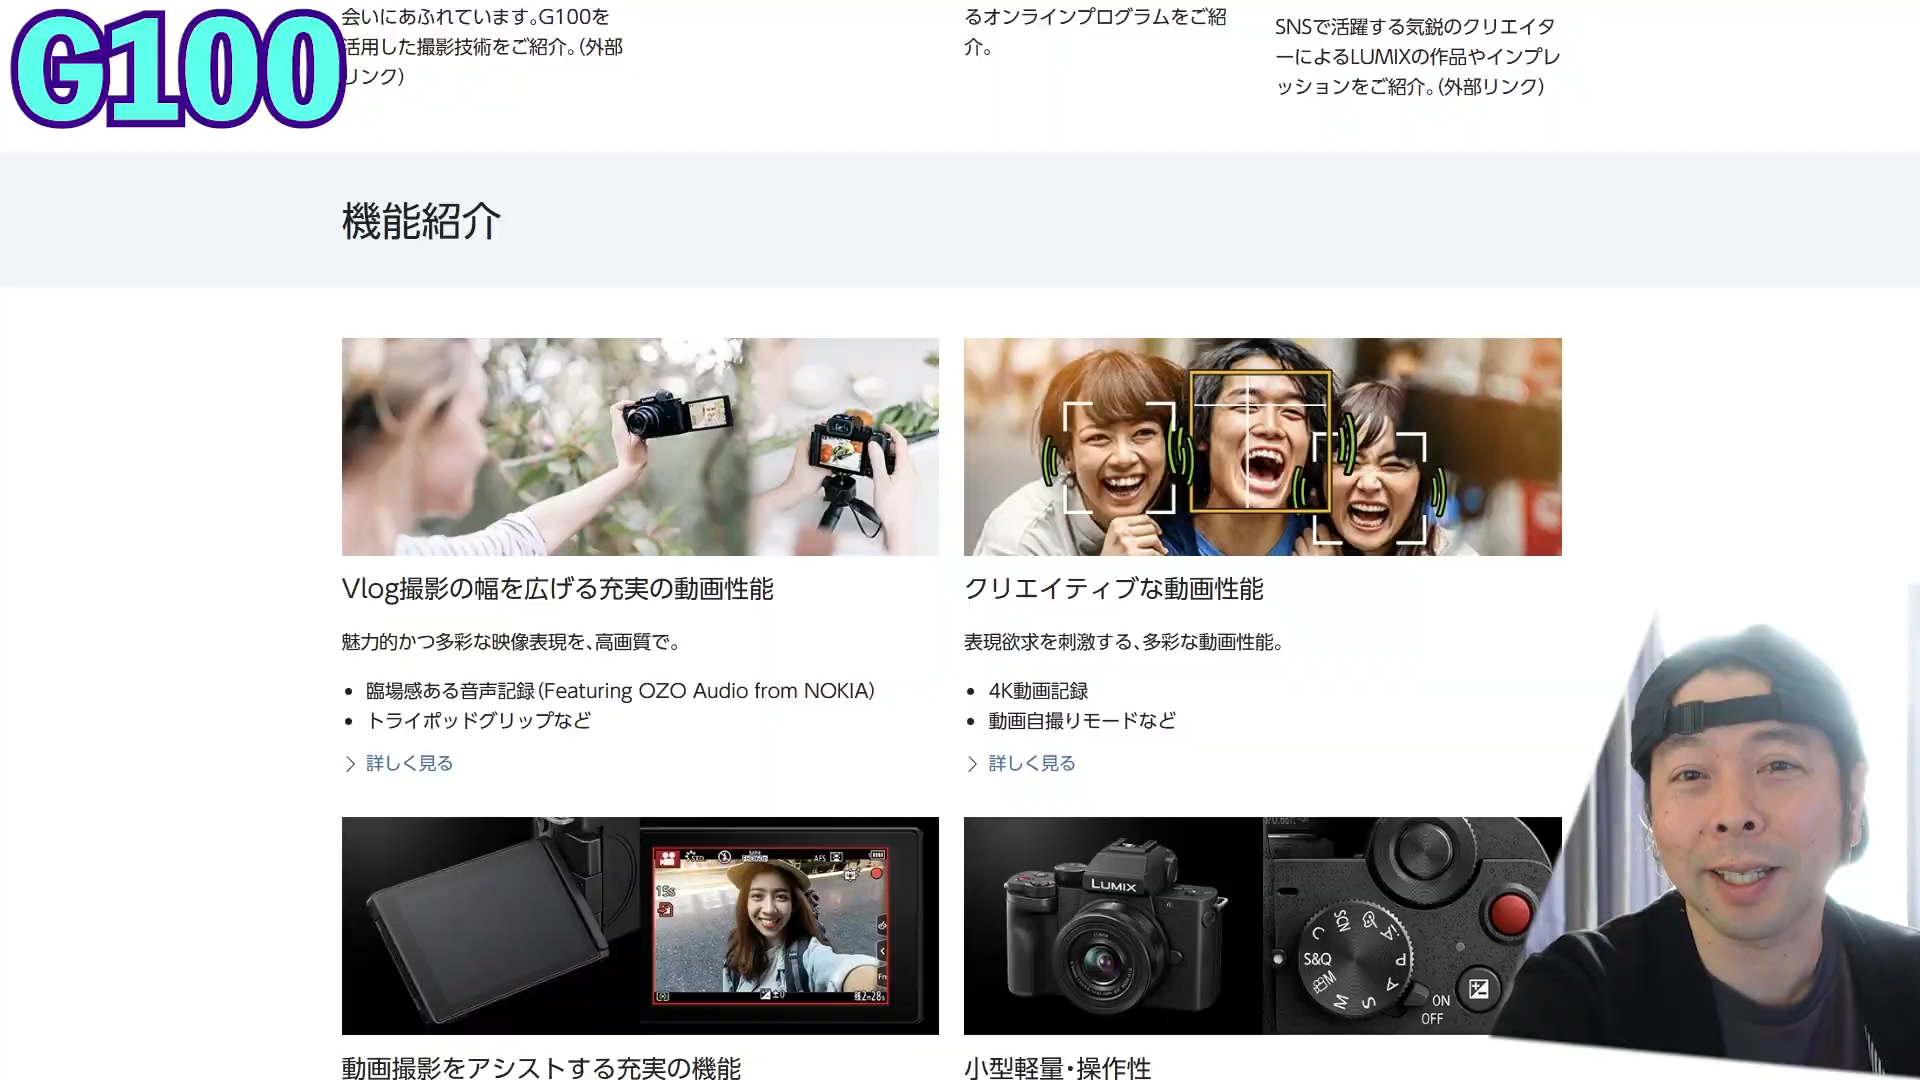 G100
会いにあふれています。G100を
活用した撮影技術をご紹介。（外部
リンク）
るオンラインプログラムをご紹
介。
SNSで活躍する気鋭のクリエイタ
ーによるLUMIXの作品やインプレ
ッションをご紹介。（外部リンク）
機能紹介
Vlog撮影の幅を広げる充実の動画性能
魅力的かつ多彩な映像表現を、高画質で。
• 臨場感ある音声記録（Featuring OZO Audio from NOKIA）
• トライポッドグリップなど
詳しく見る
クリエイティブな動画性能
表現欲求を刺激する、多彩な動画性能。
• 4K動画記録
• 動画自撮りモードなど
詳しく見る
15s
AFS
Fn
±0
残2m28s
LUMIX
SCN
C
S&Q
M
S
A
P
iA
ON
OFF
動画撮影をアシストする充実の機能
小型軽量・操作性